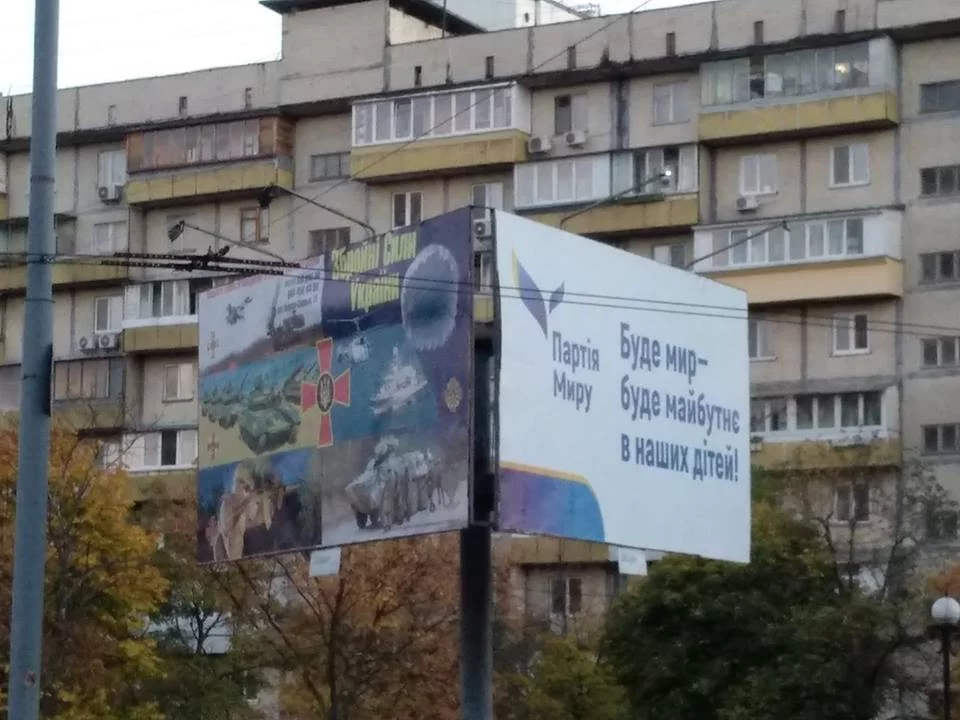 Збройні Сили
України
Партія
Миру
Буде мир–
буде майбутнє
в наших дітей!